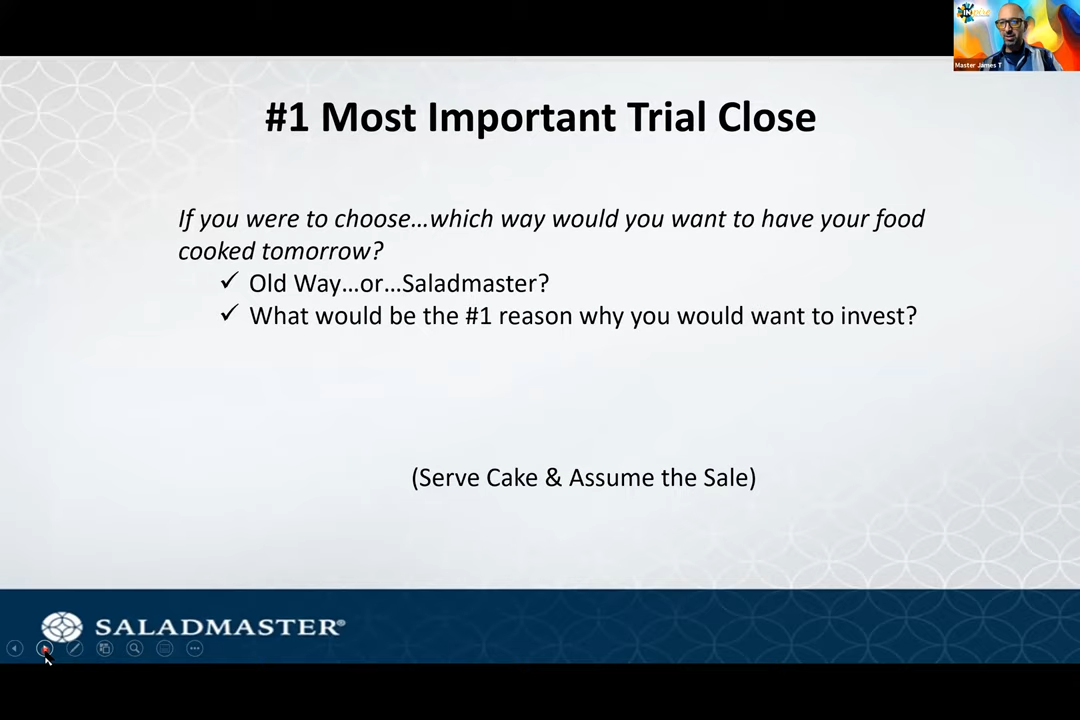 Master James T
#1 Most Important Trial Close
If you were to choose…which way would you want to have your food
cooked tomorrow?
✓ Old Way…or…Saladmaster?
✓ What would be the #1 reason why you would want to invest?
(Serve Cake & Assume the Sale)
SALADMASTER®